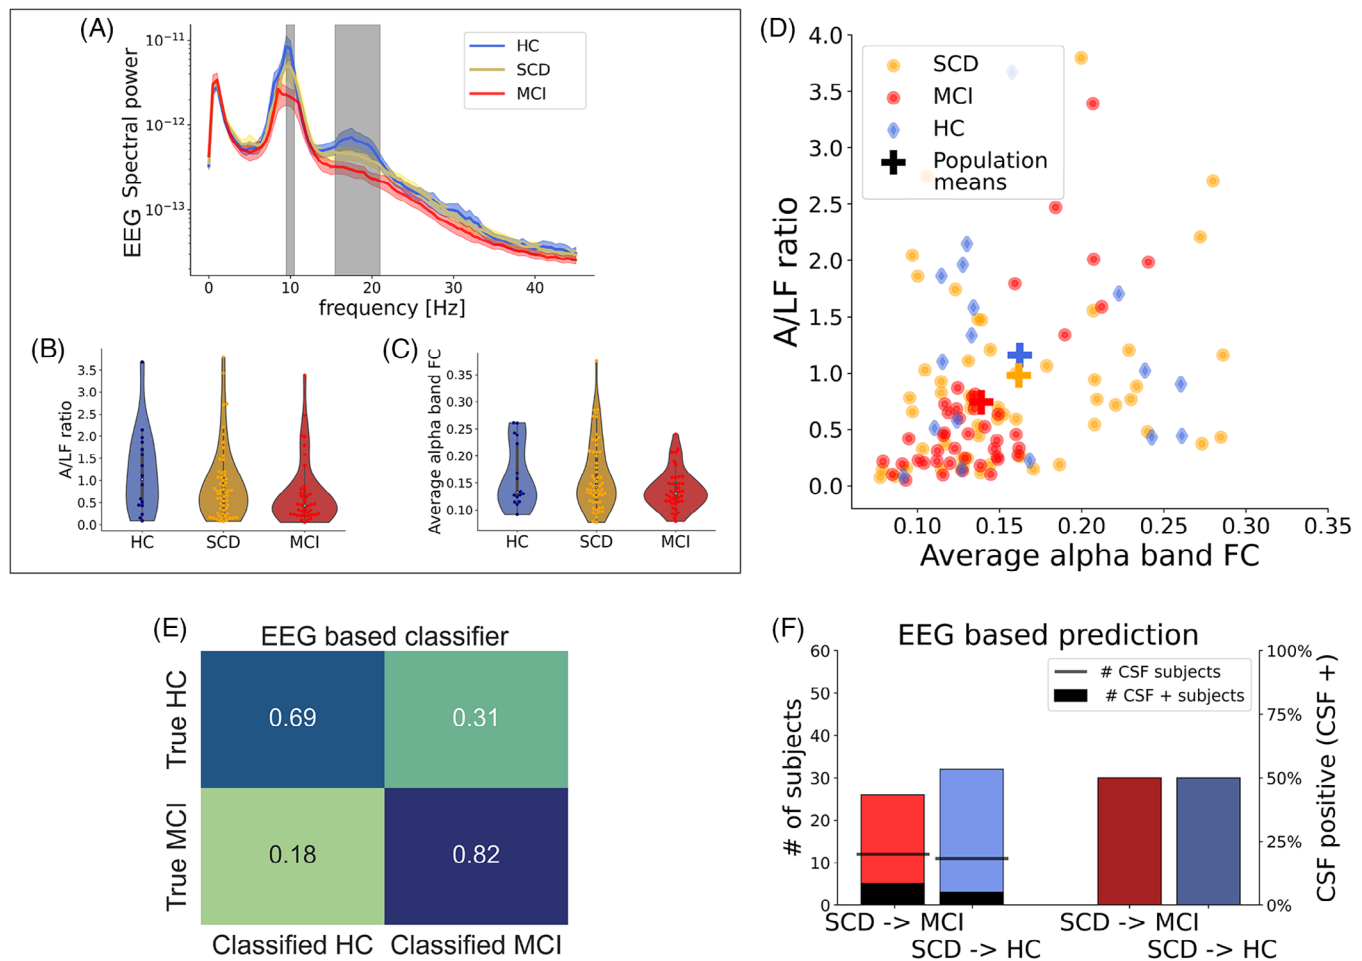 (A)
EEG Spectral power
10⁻¹¹
10⁻¹²
10⁻¹³
HC
SCD
MCI
0
10
20
30
40
frequency [Hz]
(B)
A/LF ratio
3.5
3.0
2.5
2.0
1.5
1.0
0.5
0.0
HC
SCD
MCI
(C)
Average alpha band FC
0.35
0.30
0.25
0.20
0.15
0.10
HC
SCD
MCI
(D)
A/LF ratio
4.0
3.5
3.0
2.5
2.0
1.5
1.0
0.5
0.0
SCD
MCI
HC
Population
means
0.10
0.15
0.20
0.25
0.30
0.35
Average alpha band FC
(E)
EEG based classifier
True HC
0.69
0.31
True MCI
0.18
0.82
Classified HC
Classified MCI
(F)
EEG based prediction
# of subjects
60
50
40
30
20
10
0
# CSF subjects
# CSF + subjects
100%
75%
50%
25%
0%
CSF positive (CSF +)
SCD -> MCI
SCD -> HC
SCD -> MCI
SCD -> HC